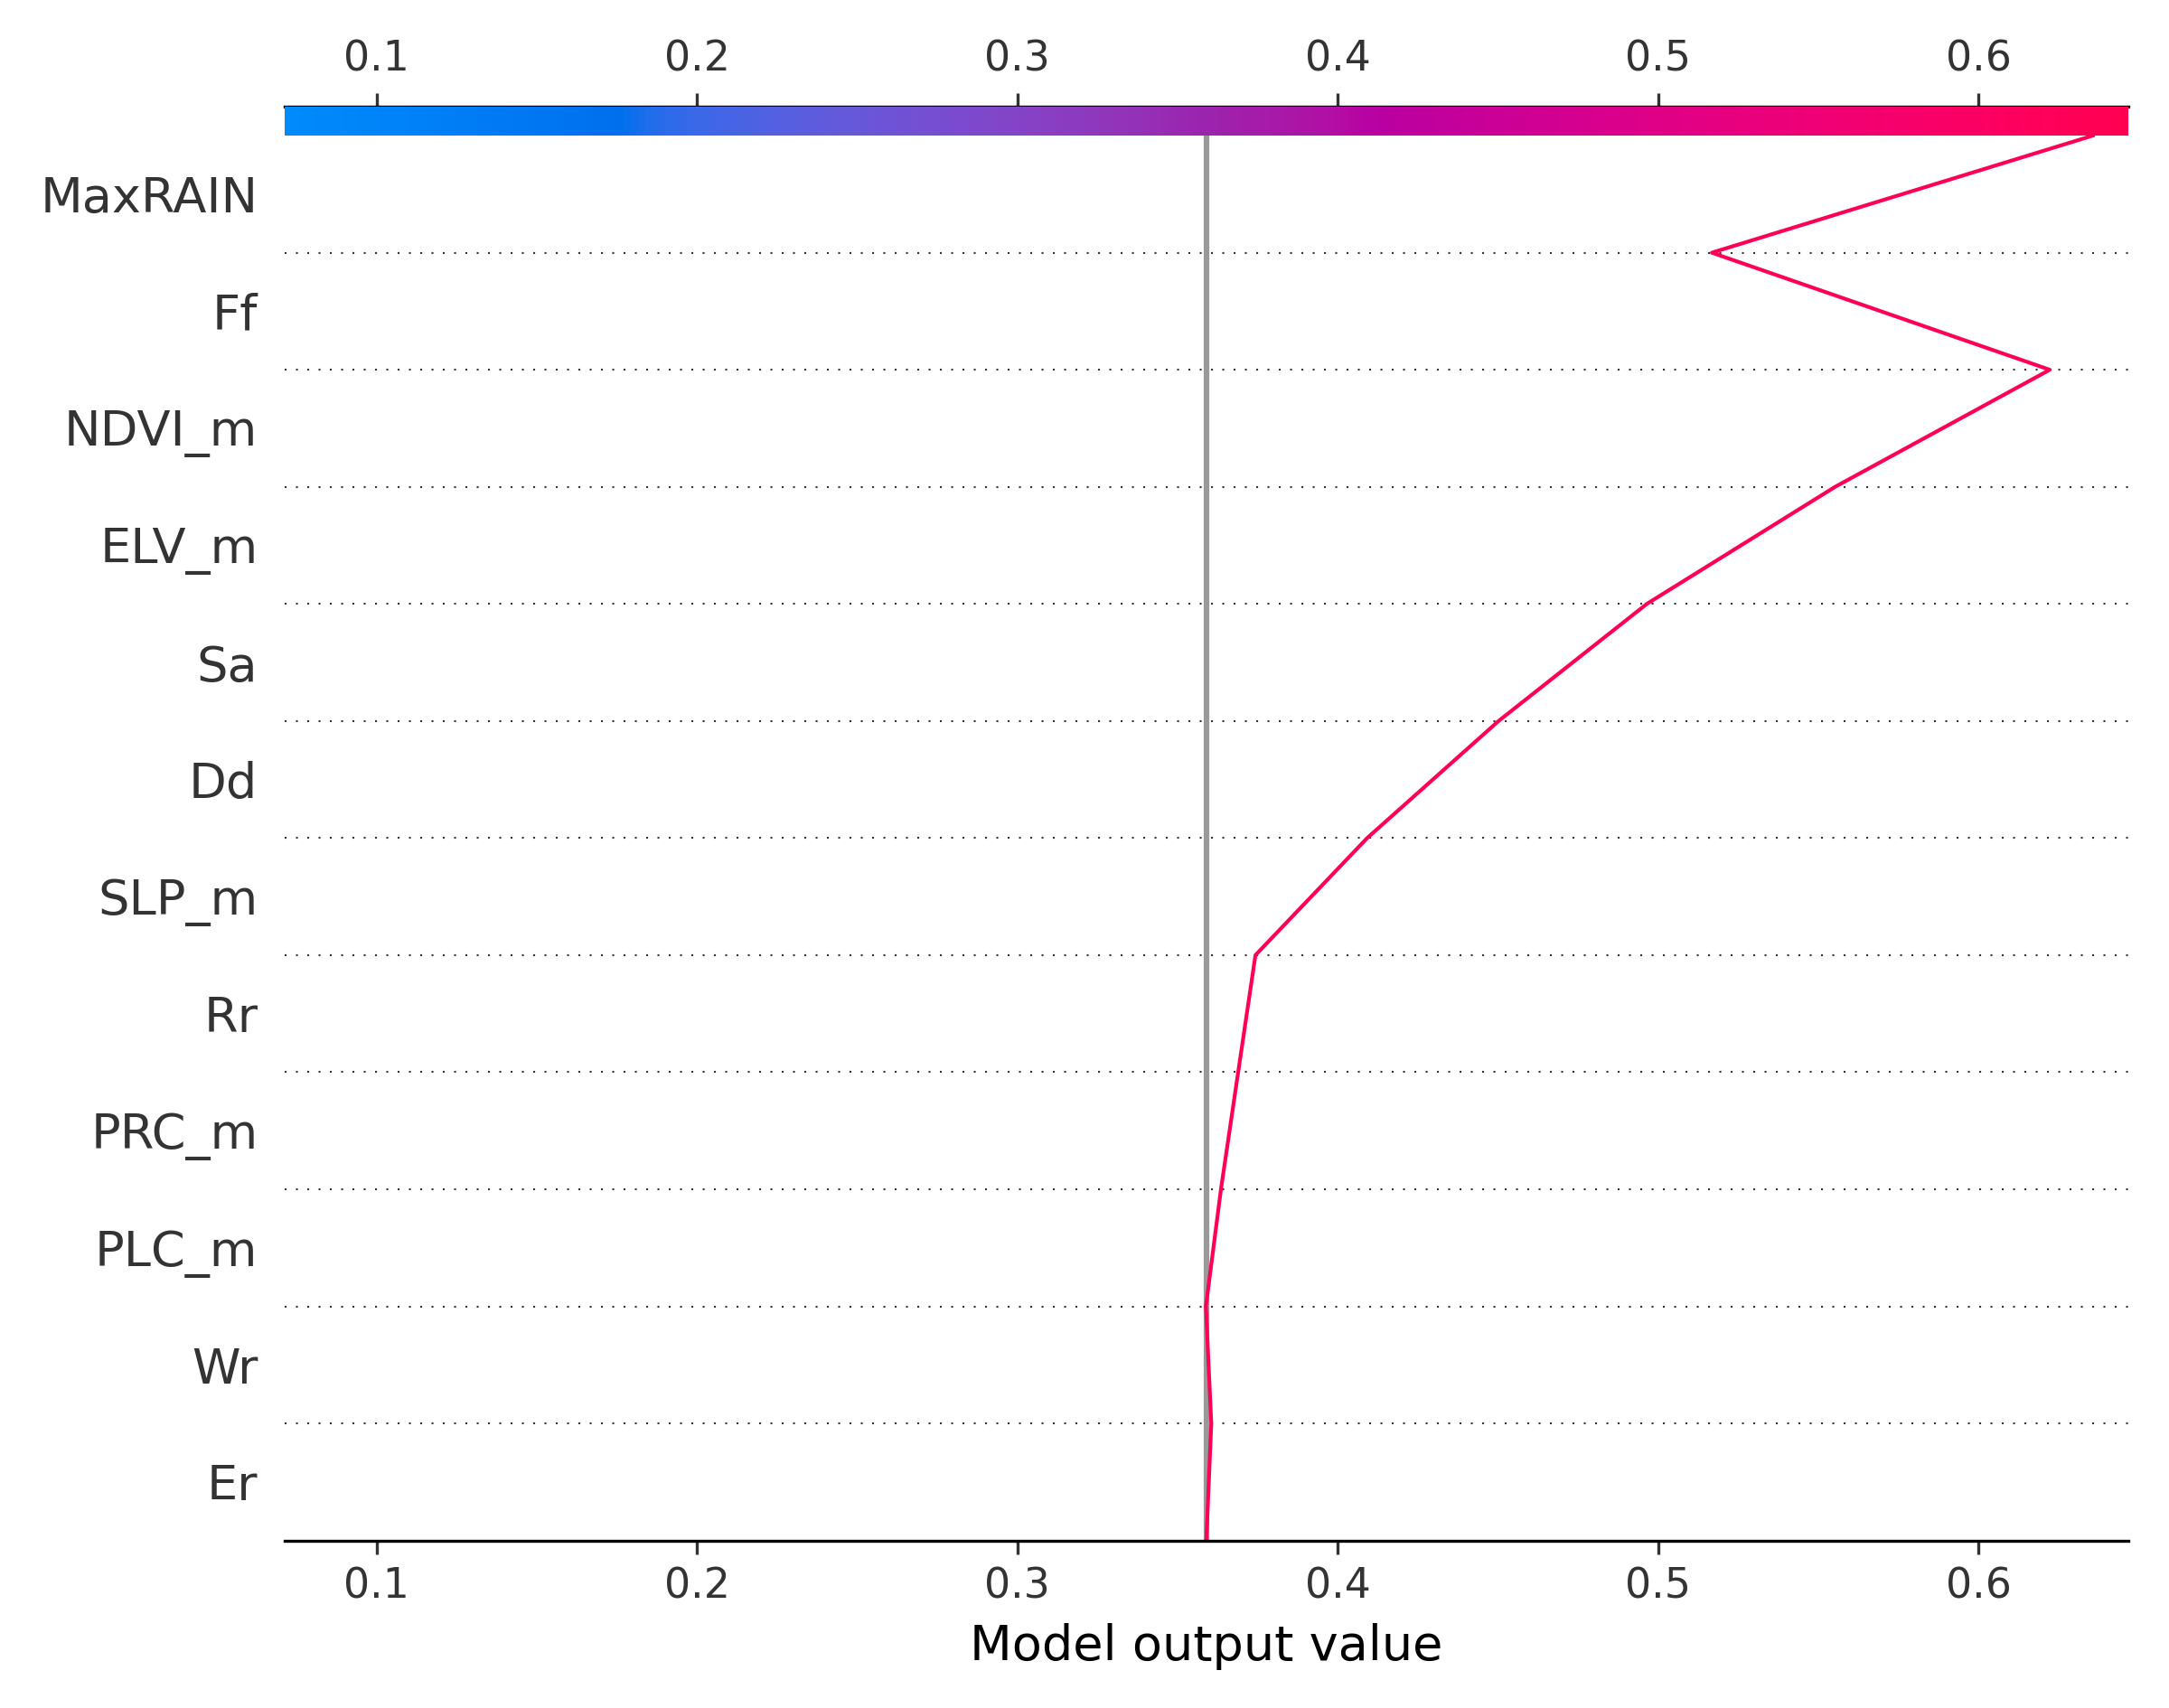 0.1 0.2 0.3 0.4 0.5 0.6
MaxRAIN
Ff
NDVI_m
ELV_m
Sa
Dd
SLP_m
Rr
PRC_m
PLC_m
Wr
Er
0.1 0.2 0.3 0.4 0.5 0.6
Model output value